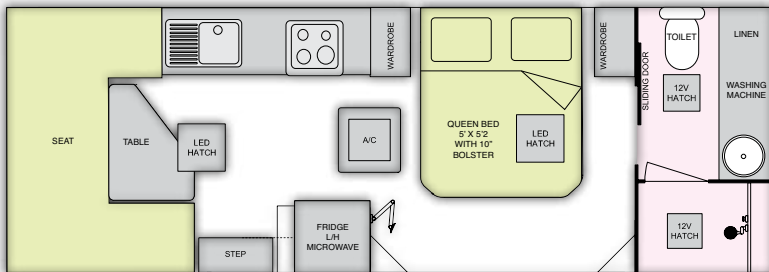 WARDROBE
WARDROBE
TOILET
LINEN
SLIDING DOOR
12V
HATCH
WASHING
MACHINE
SEAT
TABLE
LED
HATCH
A/C
QUEEN BED
5' X 5'2
WITH 10"
BOLSTER
LED
HATCH
STEP
FRIDGE
L/H
MICROWAVE
12V
HATCH